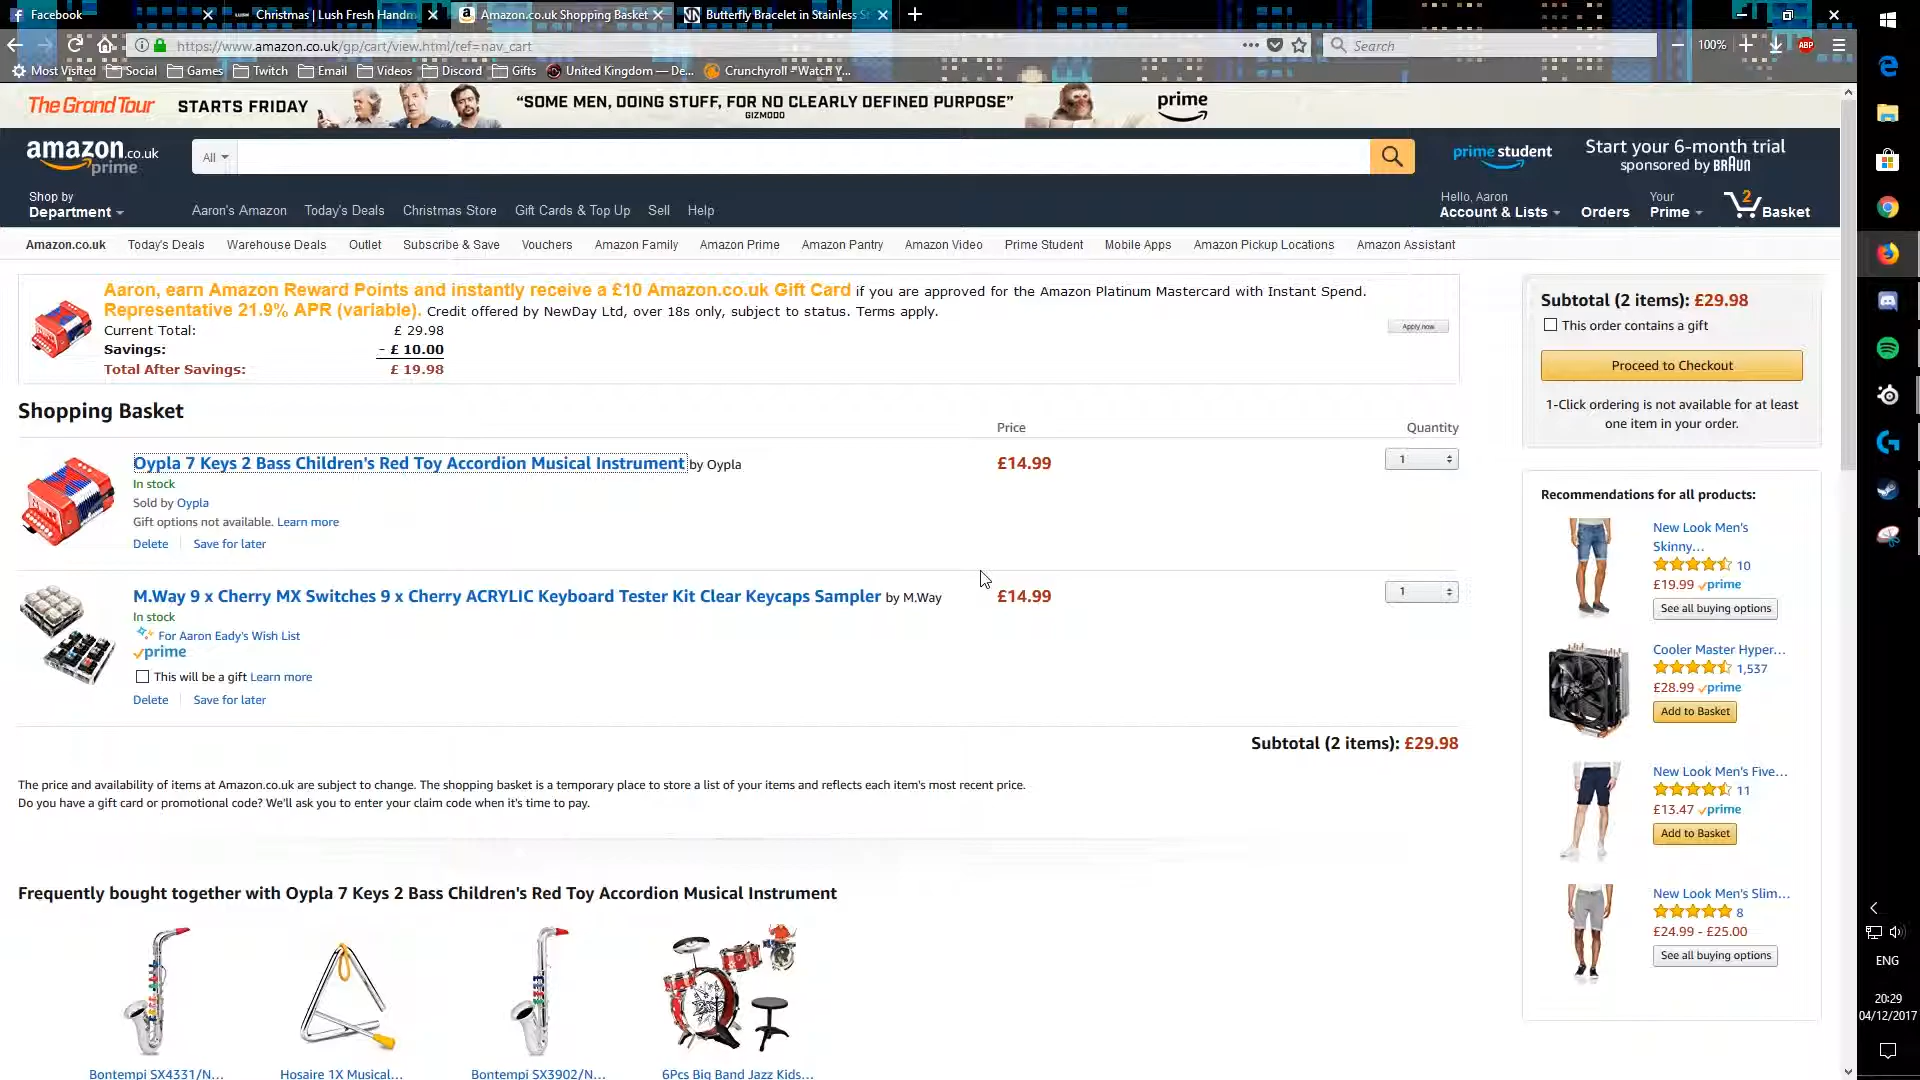 Facebook
Christmas | Lush Fresh Handm
Amazon.co.uk Shopping Basket
Butterfly Bracelet in Stainless S
https://www.amazon.co.uk/gp/cart/view.html/ref=nav_cart
Search
100%
ABP
Most Visited
Social
Games
Twitch
Email
Videos
Discord
Gifts
United Kingdom — De...
Crunchyroll - Watch Y...
The Grand Tour STARTS FRIDAY
"SOME MEN, DOING STUFF, FOR NO CLEARLY DEFINED PURPOSE"
GIZMODO
prime
amazon.co.uk
prime
All
prime student
Start your 6-month trial
sponsored by BRAUN
Shop by
Department
Aaron's Amazon
Today's Deals
Christmas Store
Gift Cards & Top Up
Sell
Help
Hello, Aaron
Account & Lists
Orders
Your
Prime
2
Basket
Amazon.co.uk
Today's Deals
Warehouse Deals
Outlet
Subscribe & Save
Vouchers
Amazon Family
Amazon Prime
Amazon Pantry
Amazon Video
Prime Student
Mobile Apps
Amazon Pickup Locations
Amazon Assistant
Aaron, earn Amazon Reward Points and instantly receive a £10 Amazon.co.uk Gift Card if you are approved for the Amazon Platinum Mastercard with Instant Spend.
Representative 21.9% APR (variable). Credit offered by NewDay Ltd, over 18s only, subject to status. Terms apply.
Current Total: £ 29.98
Savings: - £ 10.00
Total After Savings: £ 19.98
Apply now
Subtotal (2 items): £29.98
This order contains a gift
Proceed to Checkout
1-Click ordering is not available for at least
one item in your order.
Shopping Basket
Price
Quantity
Oypla 7 Keys 2 Bass Children's Red Toy Accordion Musical Instrument by Oypla
£14.99
1
In stock
Sold by Oypla
Gift options not available. Learn more
Delete
Save for later
M.Way 9 x Cherry MX Switches 9 x Cherry ACRYLIC Keyboard Tester Kit Clear Keycaps Sampler by M.Way
£14.99
1
In stock
For Aaron Eady's Wish List
prime
This will be a gift Learn more
Delete
Save for later
Subtotal (2 items): £29.98
The price and availability of items at Amazon.co.uk are subject to change. The shopping basket is a temporary place to store a list of your items and reflects each item's most recent price.
Do you have a gift card or promotional code? We'll ask you to enter your claim code when it's time to pay.
Frequently bought together with Oypla 7 Keys 2 Bass Children's Red Toy Accordion Musical Instrument
Bontempi SX4331/N...
Hosaire 1X Musical...
Bontempi SX3902/N...
6Pcs Big Band Jazz Kids...
Recommendations for all products:
New Look Men's
Skinny...
10
£19.99 prime
See all buying options
Cooler Master Hyper...
1,537
£28.99 prime
Add to Basket
New Look Men's Five...
11
£13.47 prime
Add to Basket
New Look Men's Slim...
8
£24.99 - £25.00
See all buying options
ENG
20:29
04/12/2017